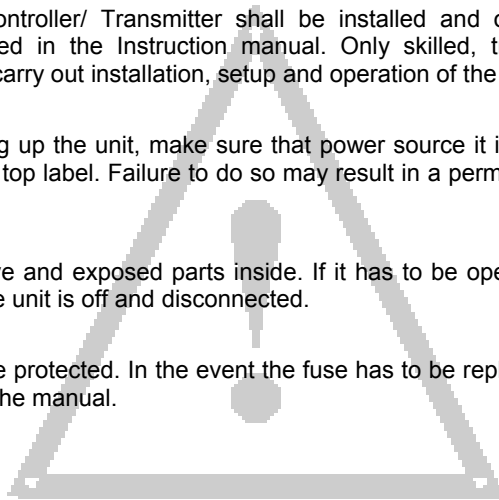 ontroller/ Transmitter shall be installed and
ed in the Instruction manual. Only skilled, t
carry out installation, setup and operation of the
g up the unit, make sure that power source it i
top label. Failure to do so may result in a perm
e and exposed parts inside. If it has to be ope
e unit is off and disconnected.
e protected. In the event the fuse has to be repl
he manual.